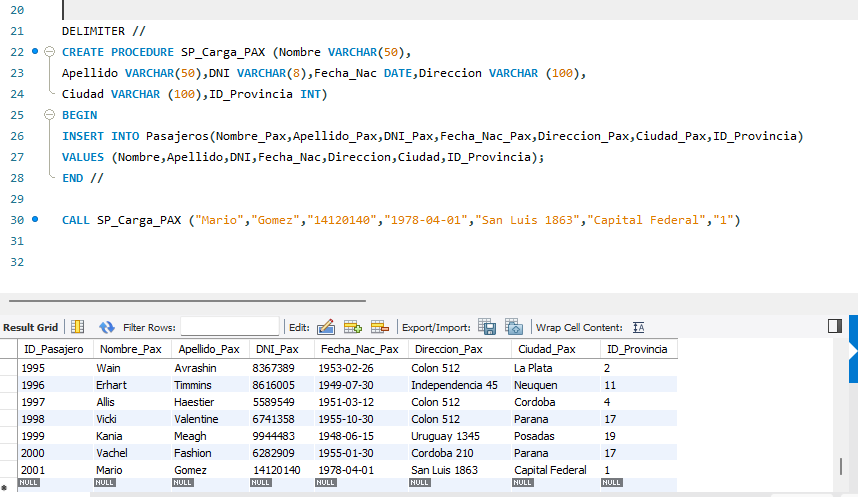 20
21 DELIMITER //
22 CREATE PROCEDURE SP_Carga_PAX (Nombre VARCHAR(50),
23 Apellido VARCHAR(50),DNI VARCHAR(8),Fecha_Nac DATE,Direccion VARCHAR (100),
24 Ciudad VARCHAR (100),ID_Provincia INT)
25 BEGIN
26 INSERT INTO Pasajeros(Nombre_Pax,Apellido_Pax,DNI_Pax,Fecha_Nac_Pax,Direccion_Pax,Ciudad_Pax,ID_Provincia)
27 VALUES (Nombre,Apellido,DNI,Fecha_Nac,Direccion,Ciudad,ID_Provincia);
28 END //
29
30 CALL SP_Carga_PAX ("Mario","Gomez","14120140","1978-04-01","San Luis 1863","Capital Federal","1")
31
32
Result Grid Filter Rows: Edit: Export/Import: Wrap Cell Content: IA
ID_Pasajero Nombre_Pax Apellido_Pax DNI_Pax Fecha_Nac_Pax Direccion_Pax Ciudad_Pax ID_Provincia
1995 Wain Avrashin 8367389 1953-02-26 Colon 512 La Plata 2
1996 Erhart Timmins 8616005 1949-07-30 Independencia 45 Neuquen 11
1997 Allis Haestier 5589549 1951-03-12 Colon 512 Cordoba 4
1998 Vicki Valentine 6741358 1955-10-30 Colon 512 Parana 17
1999 Kania Meagh 9944483 1948-06-15 Uruguay 1345 Posadas 19
2000 Vachel Fashion 6282909 1955-01-30 Cordoba 210 Parana 17
2001 Mario Gomez 14120140 1978-04-01 San Luis 1863 Capital Federal 1
* NULL NULL NULL NULL NULL NULL NULL NULL